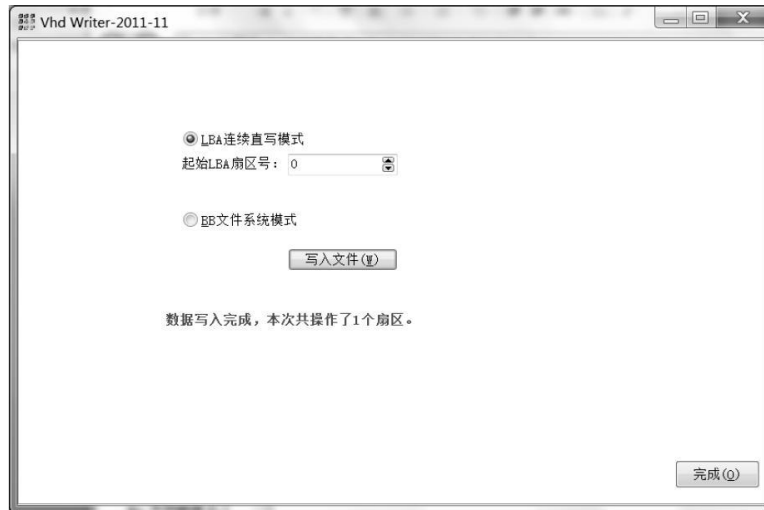 Vhd Writer-2011-11
LBA连续直写模式
起始LBA扇区号: 0
BB文件系统模式
写入文件(W)
数据写入完成，本次共操作了1个扇区。
完成(O)